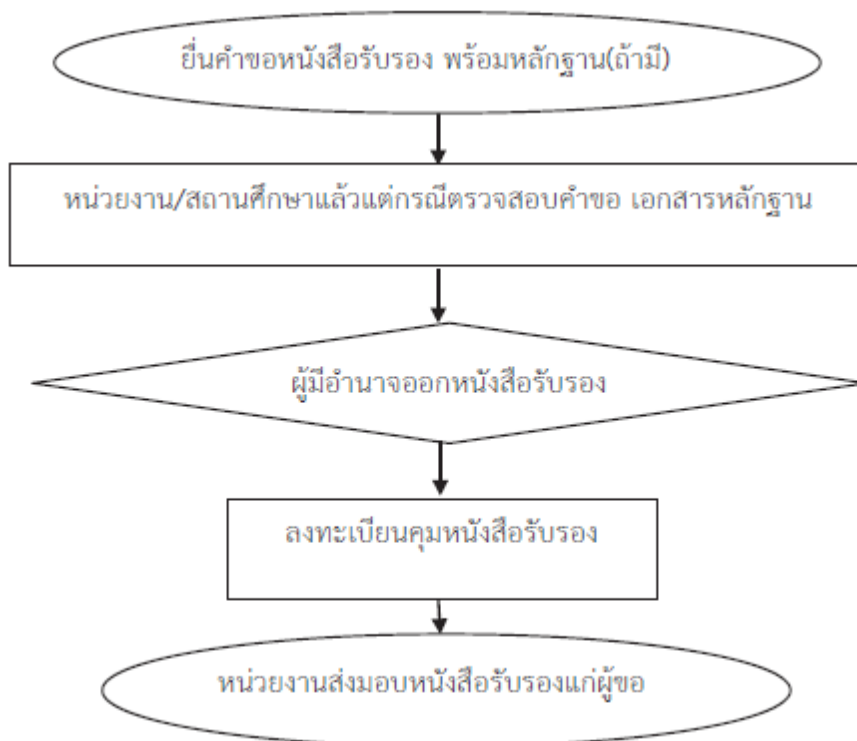 ยื่นคำขอหนังสือรับรอง พร้อมหลักฐาน(ถ้ามี)
หน่วยงาน/สถานศึกษาแล้วแต่กรณีตรวจสอบคำขอ เอกสารหลักฐาน
ผู้มีอำนาจออกหนังสือรับรอง
ลงทะเบียนคุมหนังสือรับรอง
หน่วยงานส่งมอบหนังสือรับรองแก่ผู้ขอ